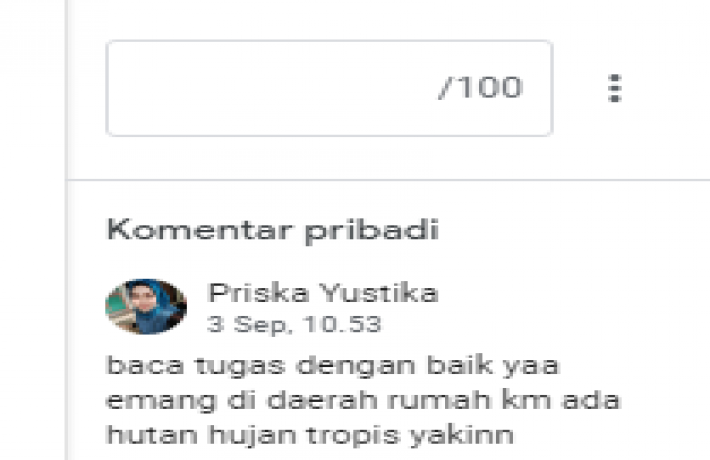 /100
Komentar pribadi
Priska Yustika
3 Sep, 10.53
baca tugas dengan baik yaa
emang di daerah rumah km ada
hutan hujan tropis yakinn